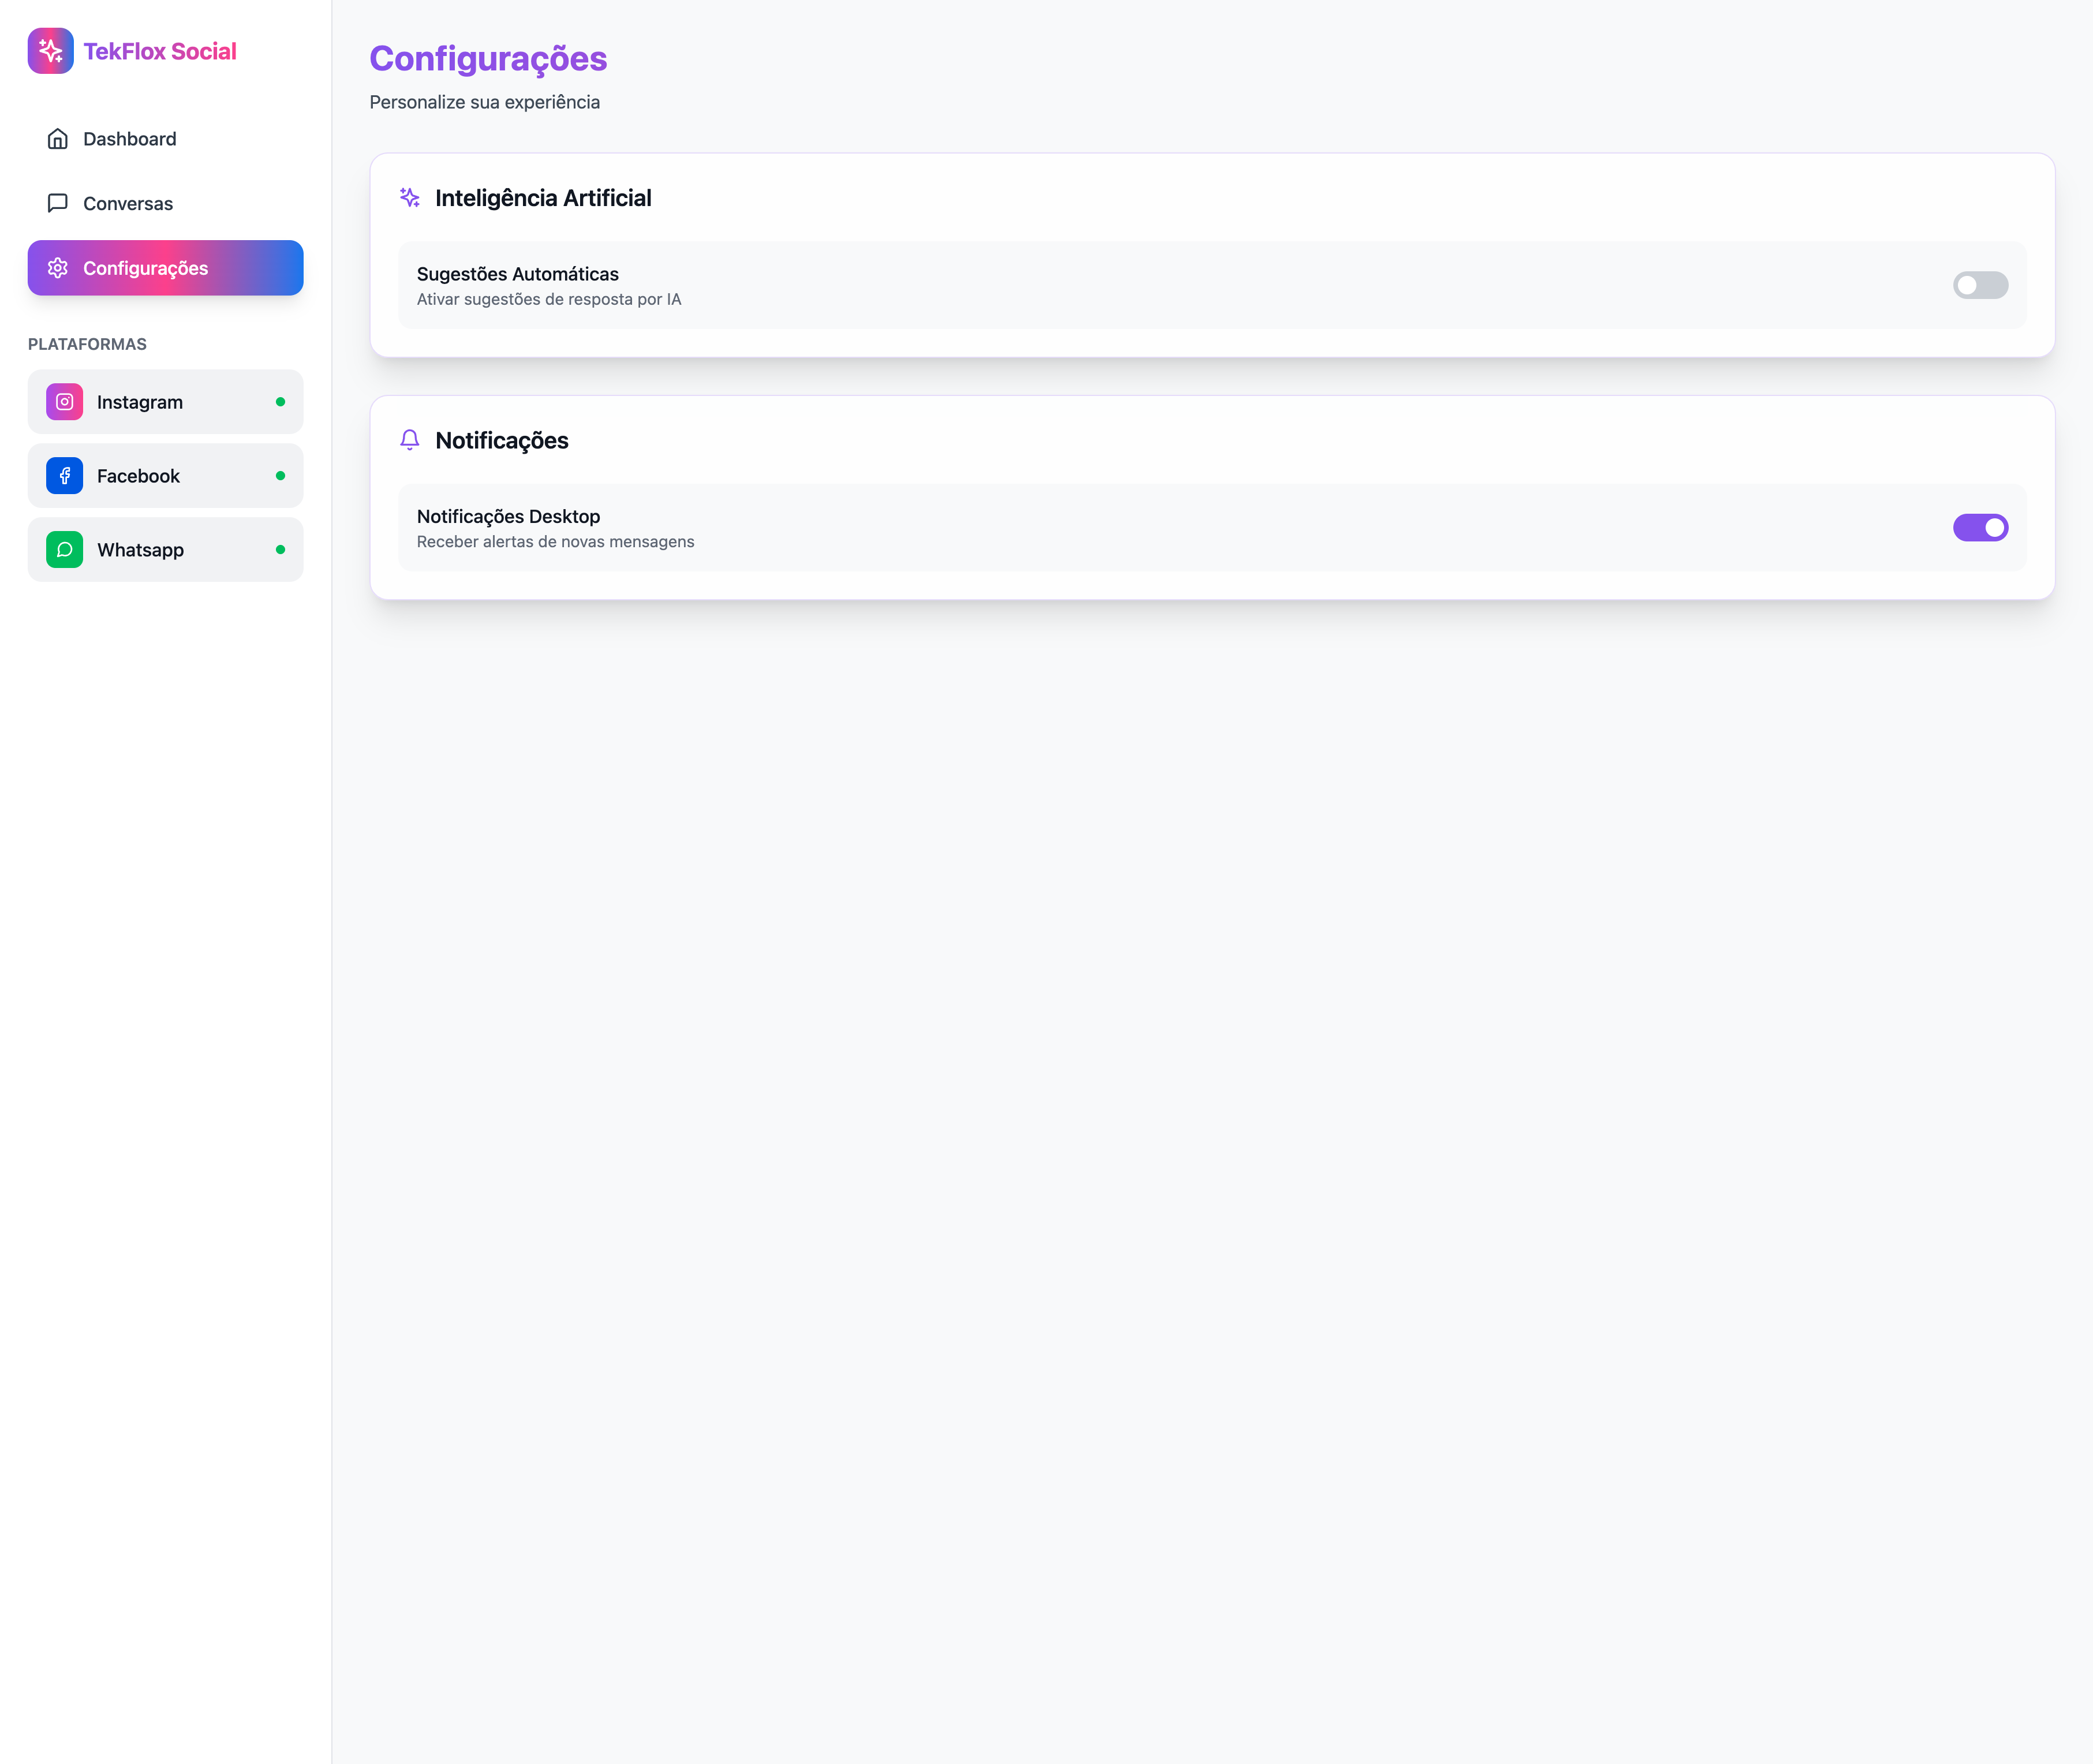 TekFlox Social
Dashboard
Conversas
Configurações
PLATAFORMAS
Instagram
Facebook
Whatsapp
Configurações
Personalize sua experiência
Inteligência Artificial
Sugestões Automáticas
Ativar sugestões de resposta por IA
Notificações
Notificações Desktop
Receber alertas de novas mensagens